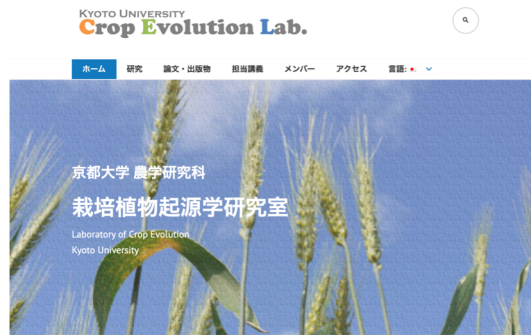 Kyoto University
Crop Evolution Lab.
ホーム 研究 論文・出版物 担当講義 メンバー アクセス 言語:
京都大学 農学研究科
栽培植物起源学研究室
Laboratory of Crop Evolution
Kyoto University